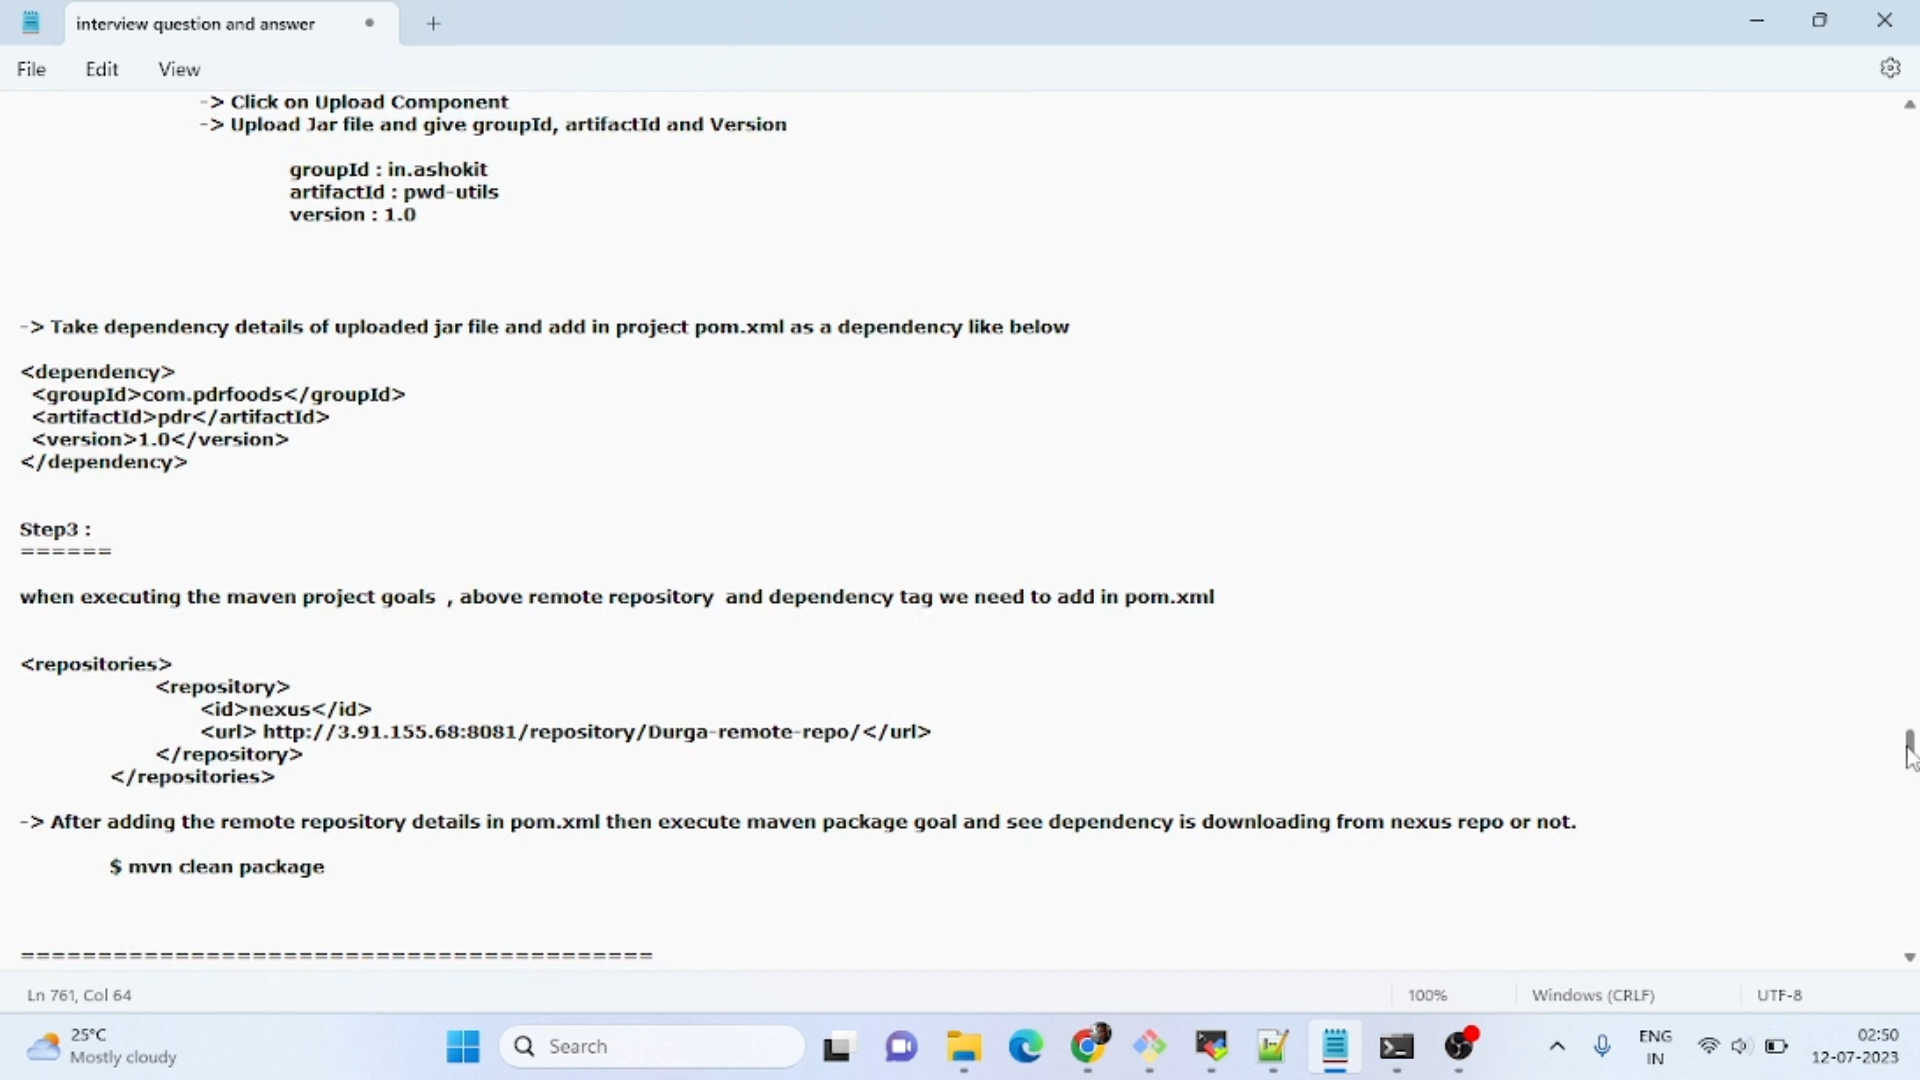 interview question and answer
File Edit View
-> Click on Upload Component
-> Upload Jar file and give groupId, artifactId and Version
groupId : in.ashokit
artifactId : pwd-utils
version : 1.0
-> Take dependency details of uploaded jar file and add in project pom.xml as a dependency like below
<dependency>
<groupId>com.pdrfoods</groupId>
<artifactId>pdr</artifactId>
<version>1.0</version>
</dependency>
Step3 :
======
when executing the maven project goals , above remote repository and dependency tag we need to add in pom.xml
<repositories>
<repository>
<id>nexus</id>
<url> http://3.91.155.68:8081/repository/Durga-remote-repo/</url>
</repository>
</repositories>
-> After adding the remote repository details in pom.xml then execute maven package goal and see dependency is downloading from nexus repo or not.
$ mvn clean package
=========================================
Ln 761, Col 64 100% Windows (CRLF) UTF-8
25°C
Mostly cloudy
Search
ENG
IN
02:50
12-07-2023